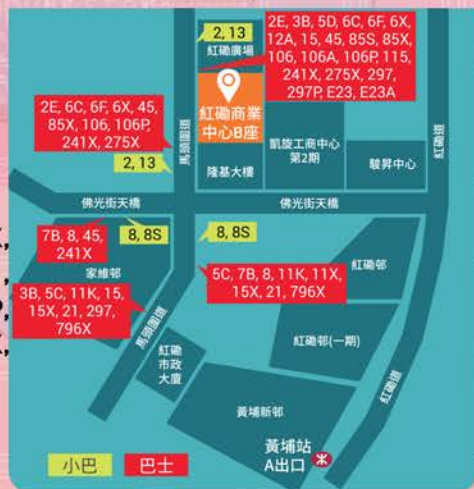 2, 13
紅磡廣場
2E, 3B, 5D, 6C, 6F, 6X,
12A, 15, 45, 85S, 85X,
106, 106A, 106P, 115,
241X, 275X, 297,
297P, E23, E23A
紅磡商業
中心B座
2E, 6C, 6F, 6X, 45,
85X, 106, 106P,
241X, 275X
2, 13
馬頭圍道
隆基大樓
凱旋工商中心
第2期
駿昇中心
紅磡道
佛光街天橋
佛光街天橋
7B, 8, 45,
241X
8, 8S
8, 8S
家維邨
3B, 5C, 11K, 15,
15X, 21, 297,
796X
5C, 7B, 8, 11K, 11X,
15X, 21, 796X
馬頭圍道
紅磡邨
紅磡
市政
大廈
紅磡邨(一期)
紅磡道
黃埔新邨
黃埔站
A出口
小巴
巴士